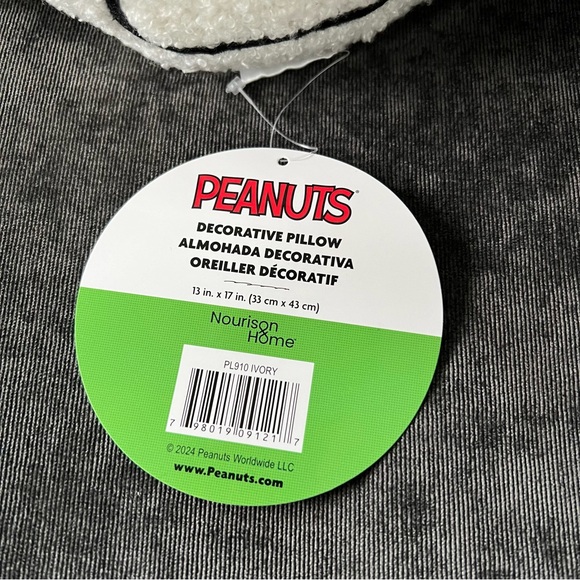 PEANUTS®
DECORATIVE PILLOW
ALMOHADA DECORATIVA
OREILLER DÉCORATIF
13 in. x 17 in. (33 cm x 43 cm)
Nourison
Home®
PL910 IVORY
7 98019 09121 7
© 2024 Peanuts Worldwide LLC
www.Peanuts.com